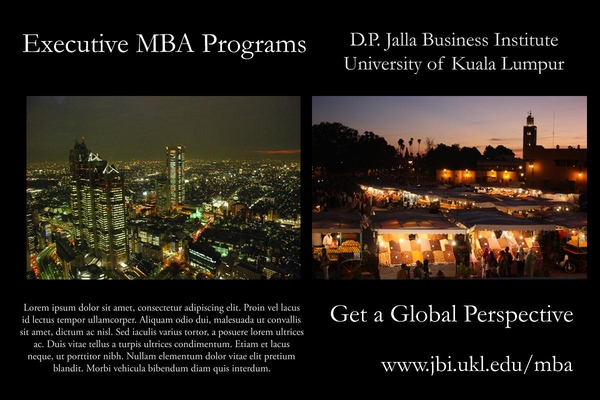 Executive MBA Programs
D.P. Jalla Business Institute
University of Kuala Lumpur
Lorem ipsum dolor sit amet, consectetur adipiscing elit. Proin vel lacus
id lectus tempor ullamcorper. Aliquam odio dui, malesuada ut convallis
sit amet, dictum ac nisl. Sed iaculis varius tortor, a posuere lorem ultrices
ac. Duis vitae tellus a turpis ultrices condimentum. Etiam et lacus
neque, ut porttitor nibh. Nullam elementum dolor vitae elit pretium
blandit. Morbi vehicula bibendum diam quis interdum.
Get a Global Perspective
www.jbi.ukl.edu/mba